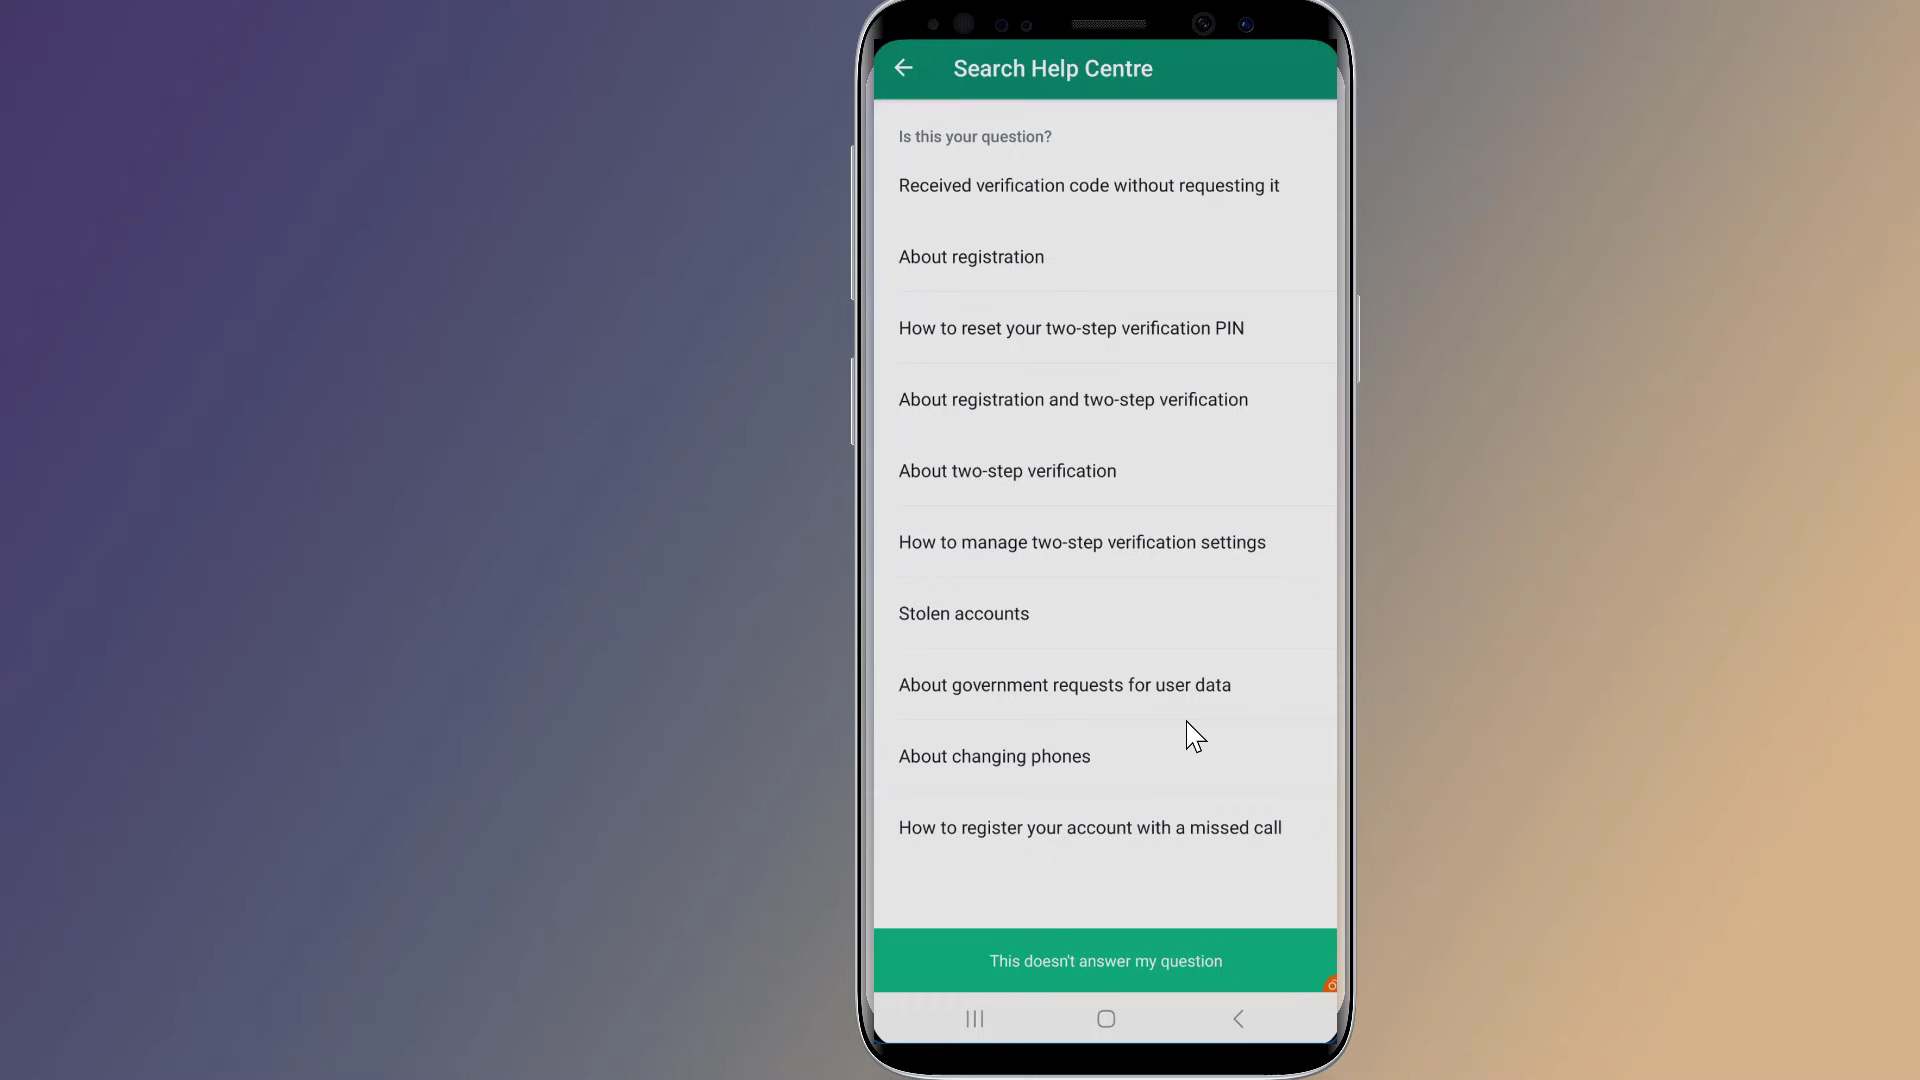 Search Help Centre
Is this your question?
Received verification code without requesting it
About registration
How to reset your two-step verification PIN
About registration and two-step verification
About two-step verification
How to manage two-step verification settings
Stolen accounts
About government requests for user data
About changing phones
How to register your account with a missed call
This doesn't answer my question